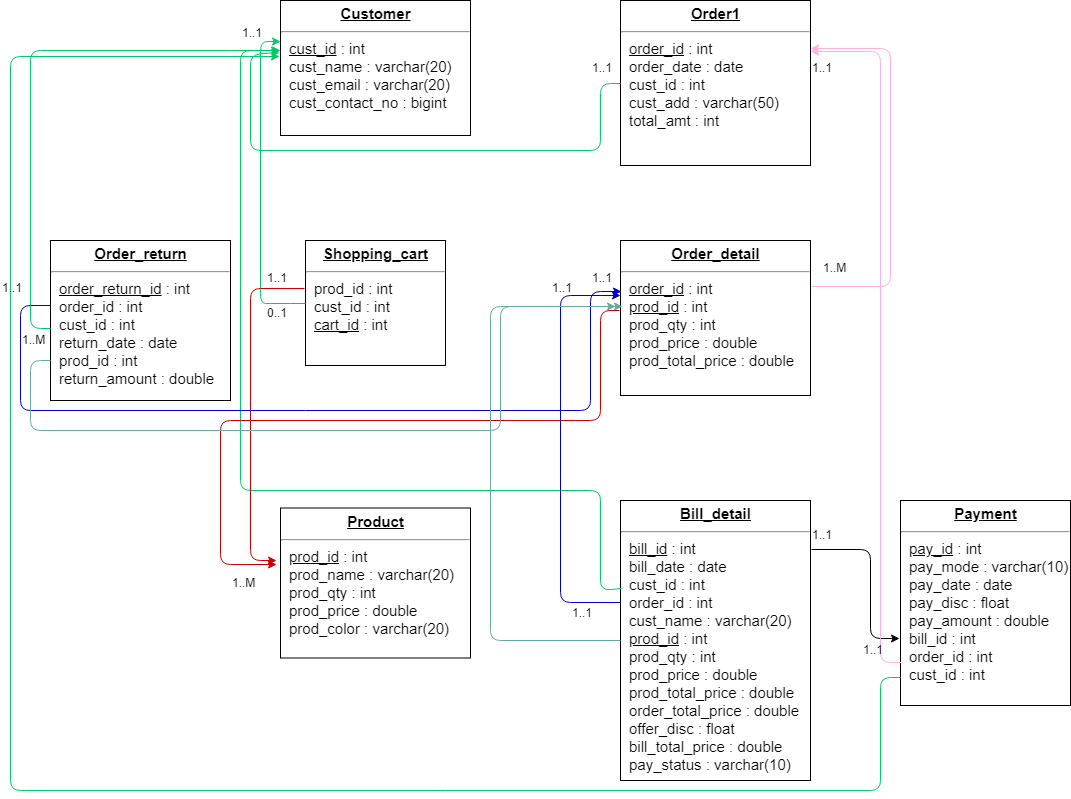 Customer
cust_id : int
cust_name : varchar(20)
cust_email : varchar(20)
cust_contact_no : bigint
1..1
Order1
order_id : int
order_date : date
cust_id : int
cust_add : varchar(50)
total_amt : int
1..1
1..1
Order_return
order_return_id : int
order_id : int
cust_id : int
return_date : date
prod_id : int
return_amount : double
1..1
1..M
Shopping_cart
prod_id : int
cust_id : int
cart_id : int
1..1
0..1
Order_detail
order_id : int
prod_id : int
prod_qty : int
prod_price : double
prod_total_price : double
1..1
1..1
1..M
Product
prod_id : int
prod_name : varchar(20)
prod_qty : int
prod_price : double
prod_color : varchar(20)
1..M
Bill_detail
bill_id : int
bill_date : date
cust_id : int
order_id : int
cust_name : varchar(20)
prod_id : int
prod_qty : int
prod_price : double
prod_total_price : double
order_total_price : double
offer_disc : float
bill_total_price : double
pay_status : varchar(10)
1..1
1..1
Payment
pay_id : int
pay_mode : varchar(10)
pay_date : date
pay_disc : float
pay_amount : double
bill_id : int
order_id : int
cust_id : int
1..1